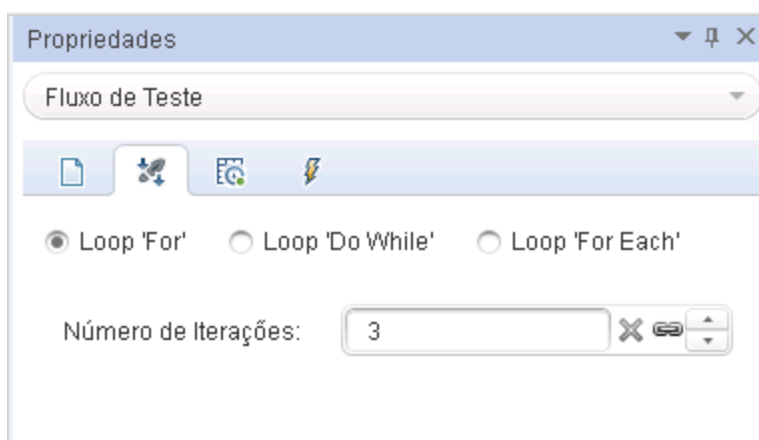 Propriedades
Fluxo de Teste
Loop 'For' Loop 'Do While' Loop 'For Each'
Número de Iterações: 3